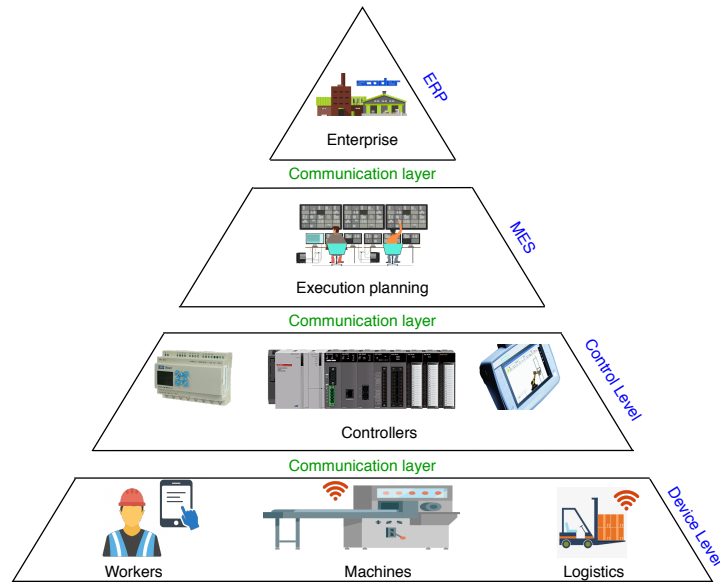 ERP
Enterprise
Communication layer
MES
Execution planning
Communication layer
Control Level
Controllers
Communication layer
Device Level
Workers
Machines
Logistics